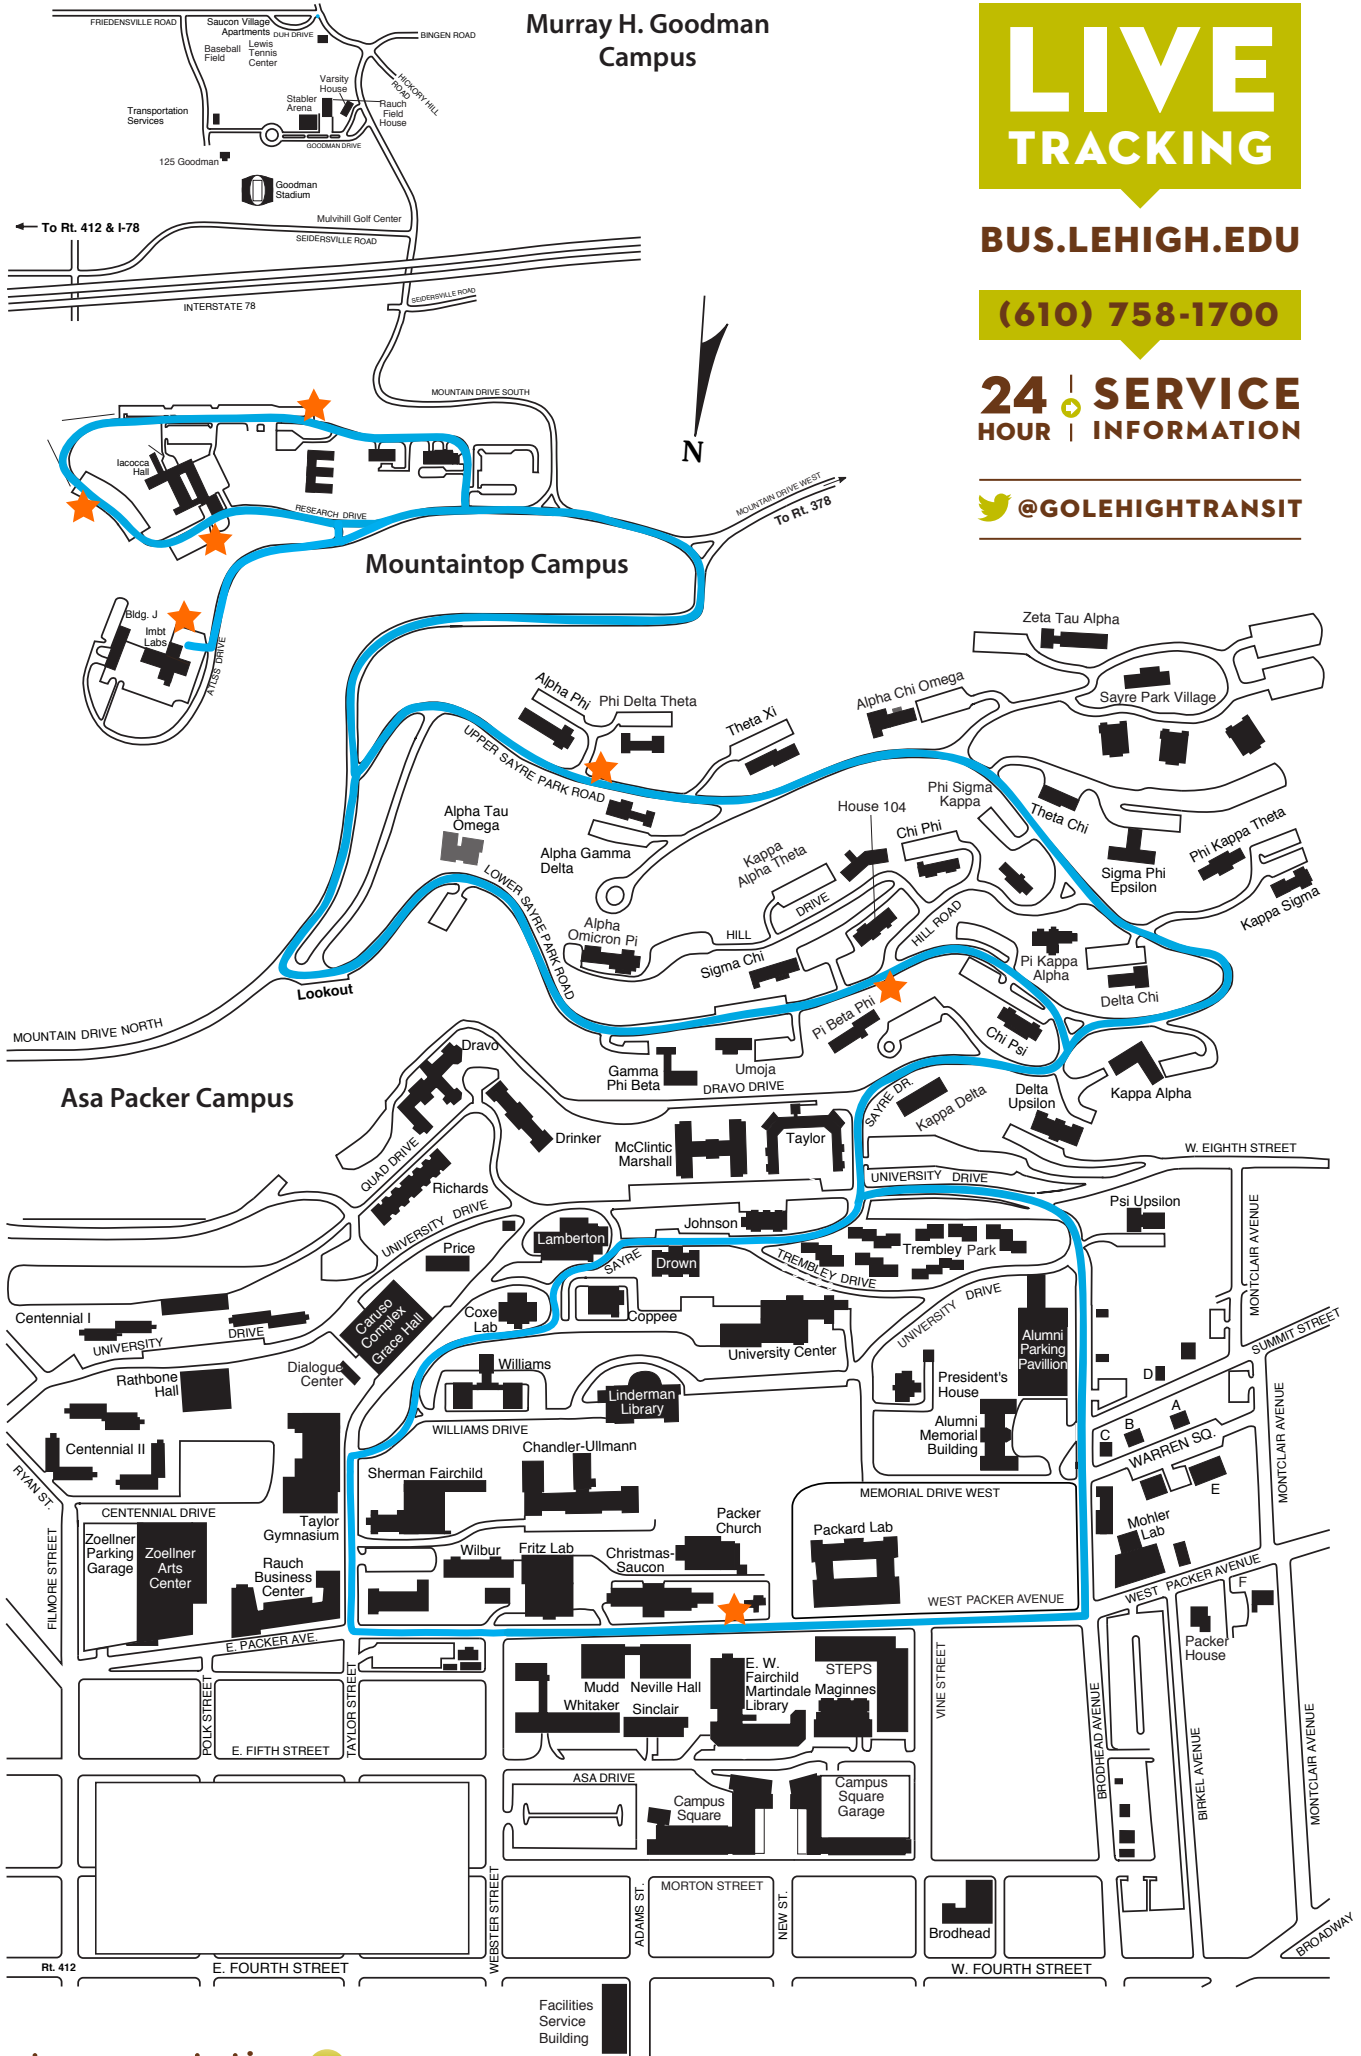 Murray H. Goodman
Campus
FRIEDENSVILLE ROAD
Saucon Village
Apartments
DUH DRIVE
BINGEN ROAD
Baseball
Field
Lewis
Tennis
Center
HICKORY HILL
ROAD
Varsity
House
Stabler
Arena
Rauch
Field
House
Transportation
Services
GOODMAN DRIVE
125 Goodman
Goodman
Stadium
Mulvihill Golf Center
To Rt. 412 & I-78
SEIDERSVILLE ROAD
INTERSTATE 78
SEIDERSVILLE ROAD
LIVE
TRACKING
BUS.LEHIGH.EDU
(610) 758-1700
24
HOUR
SERVICE
INFORMATION
@GOLEHIGHTRANSIT
MOUNTAIN DRIVE SOUTH
N
Iacocca
Hall
E
RESEARCH DRIVE
MOUNTAIN DRIVE WEST
To Rt. 378
Mountaintop Campus
Bldg. J
Imbt
Labs
ATLSS DRIVE
Zeta Tau Alpha
Sayre Park Village
Alpha Chi Omega
Alpha Phi
Phi Delta Theta
Theta Xi
UPPER SAYRE PARK ROAD
Phi Sigma
Kappa
House 104
Theta Chi
Chi Phi
Alpha Tau
Omega
Alpha Gamma
Delta
Kappa
Alpha Theta
Phi Kappa Theta
Sigma Phi
Epsilon
Kappa Sigma
LOWER SAYRE PARK ROAD
DRIVE
HILL
HILL ROAD
Alpha
Omicron Pi
Sigma Chi
Pi Kappa
Alpha
Delta Chi
Lookout
MOUNTAIN DRIVE NORTH
Pi Beta Phi
Chi Psi
Dravo
Gamma
Phi Beta
Umoja
DRAVO DRIVE
SAYRE DR.
Kappa Delta
Delta
Upsilon
Kappa Alpha
Asa Packer Campus
Drinker
McClintic
Marshall
Taylor
W. EIGHTH STREET
QUAD DRIVE
Richards
UNIVERSITY DRIVE
UNIVERSITY DRIVE
Psi Upsilon
MONTCLAIR AVENUE
Johnson
Price
Lamberton
SAYRE
Drown
Trembley Park
TREMBLEY DRIVE
UNIVERSITY DRIVE
Centennial I
UNIVERSITY
DRIVE
Caruso
Complex
Grace Hall
Coxe
Lab
Coppee
University Center
Alumni
Parking
Pavillion
SUMMIT STREET
Dialogue
Center
Rathbone
Hall
Williams
Linderman
Library
President's
House
D
A
B
C
WARREN SQ.
E
MONTCLAIR AVENUE
WILLIAMS DRIVE
Alumni
Memorial
Building
Centennial II
RYAN ST.
Chandler-Ullmann
Sherman Fairchild
MEMORIAL DRIVE WEST
CENTENNIAL DRIVE
Taylor
Gymnasium
Packer
Church
Packard Lab
Mohler
Lab
FILMORE STREET
Zoellner
Parking
Garage
Zoellner
Arts
Center
Rauch
Business
Center
Wilbur
Fritz Lab
Christmas-
Saucon
WEST PACKER AVENUE
WEST PACKER AVENUE
F
E. PACKER AVE.
Packer
House
POLK STREET
TAYLOR STREET
E. FIFTH STREET
Mudd
Neville Hall
Whitaker
Sinclair
E. W.
Fairchild
Martindale
Library
STEPS
Maginnes
VINE STREET
BRODHEAD AVENUE
BIRKEL AVENUE
MONTCLAIR AVENUE
ASA DRIVE
Campus
Square
Campus
Square
Garage
WEBSTER STREET
ADAMS ST.
MORTON STREET
NEW ST.
Brodhead
BROADWAY
Rt. 412
E. FOURTH STREET
W. FOURTH STREET
Facilities
Service
Building